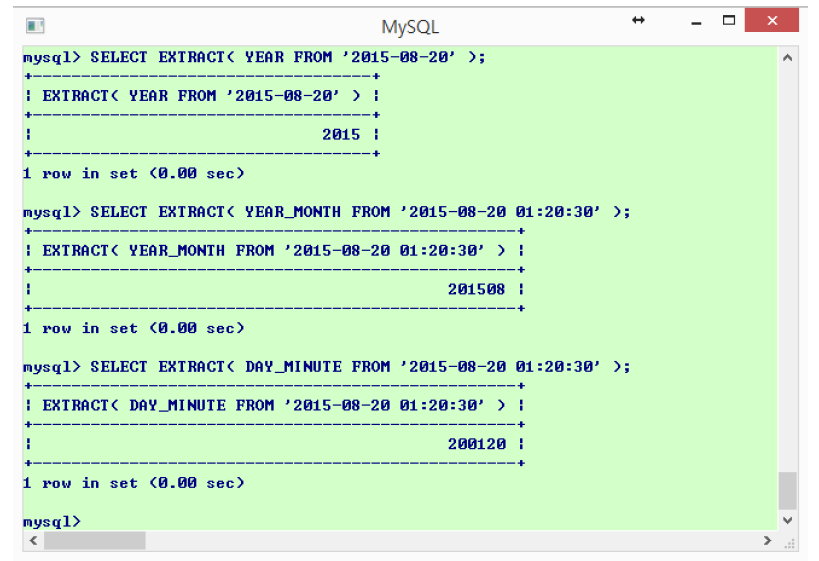 MySQL
mysql> SELECT EXTRACT( YEAR FROM '2015-08-20' );
+-----------------------------------+
| EXTRACT( YEAR FROM '2015-08-20' ) |
+-----------------------------------+
|                              2015 |
+-----------------------------------+
1 row in set (0.00 sec)
mysql> SELECT EXTRACT( YEAR_MONTH FROM '2015-08-20 01:20:30' );
+--------------------------------------------------+
| EXTRACT( YEAR_MONTH FROM '2015-08-20 01:20:30' ) |
+--------------------------------------------------+
|                                           201508 |
+--------------------------------------------------+
1 row in set (0.00 sec)
mysql> SELECT EXTRACT( DAY_MINUTE FROM '2015-08-20 01:20:30' );
+--------------------------------------------------+
| EXTRACT( DAY_MINUTE FROM '2015-08-20 01:20:30' ) |
+--------------------------------------------------+
|                                           200120 |
+--------------------------------------------------+
1 row in set (0.00 sec)
mysql>